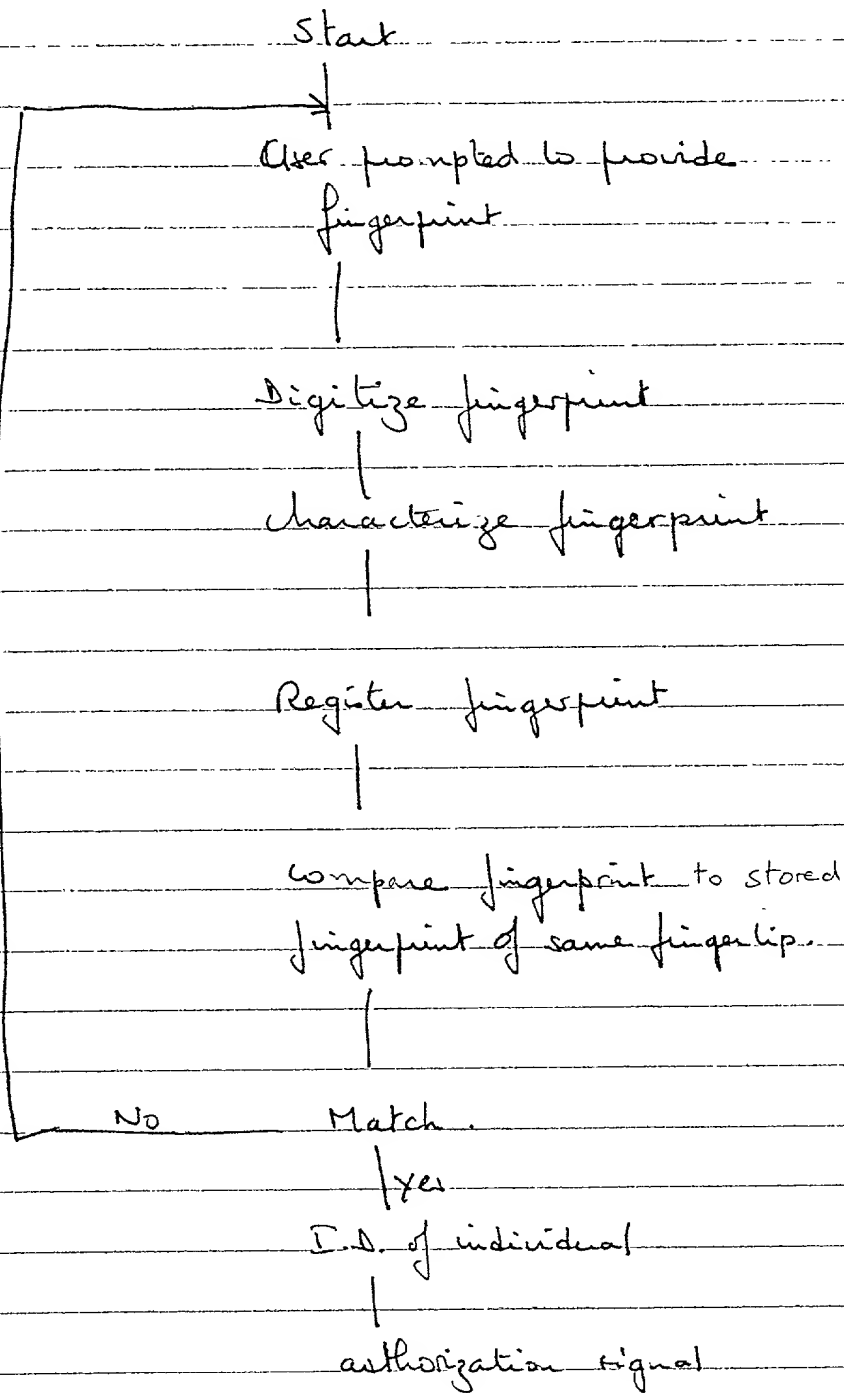 Start
User prompted to provide
fingerprint
Digitize fingerprint
characterize fingerprint
Register fingerprint
compare fingerprint to stored
fingerprint of same fingertip.
No Match.
yes
I.D. of individual
authorization signal